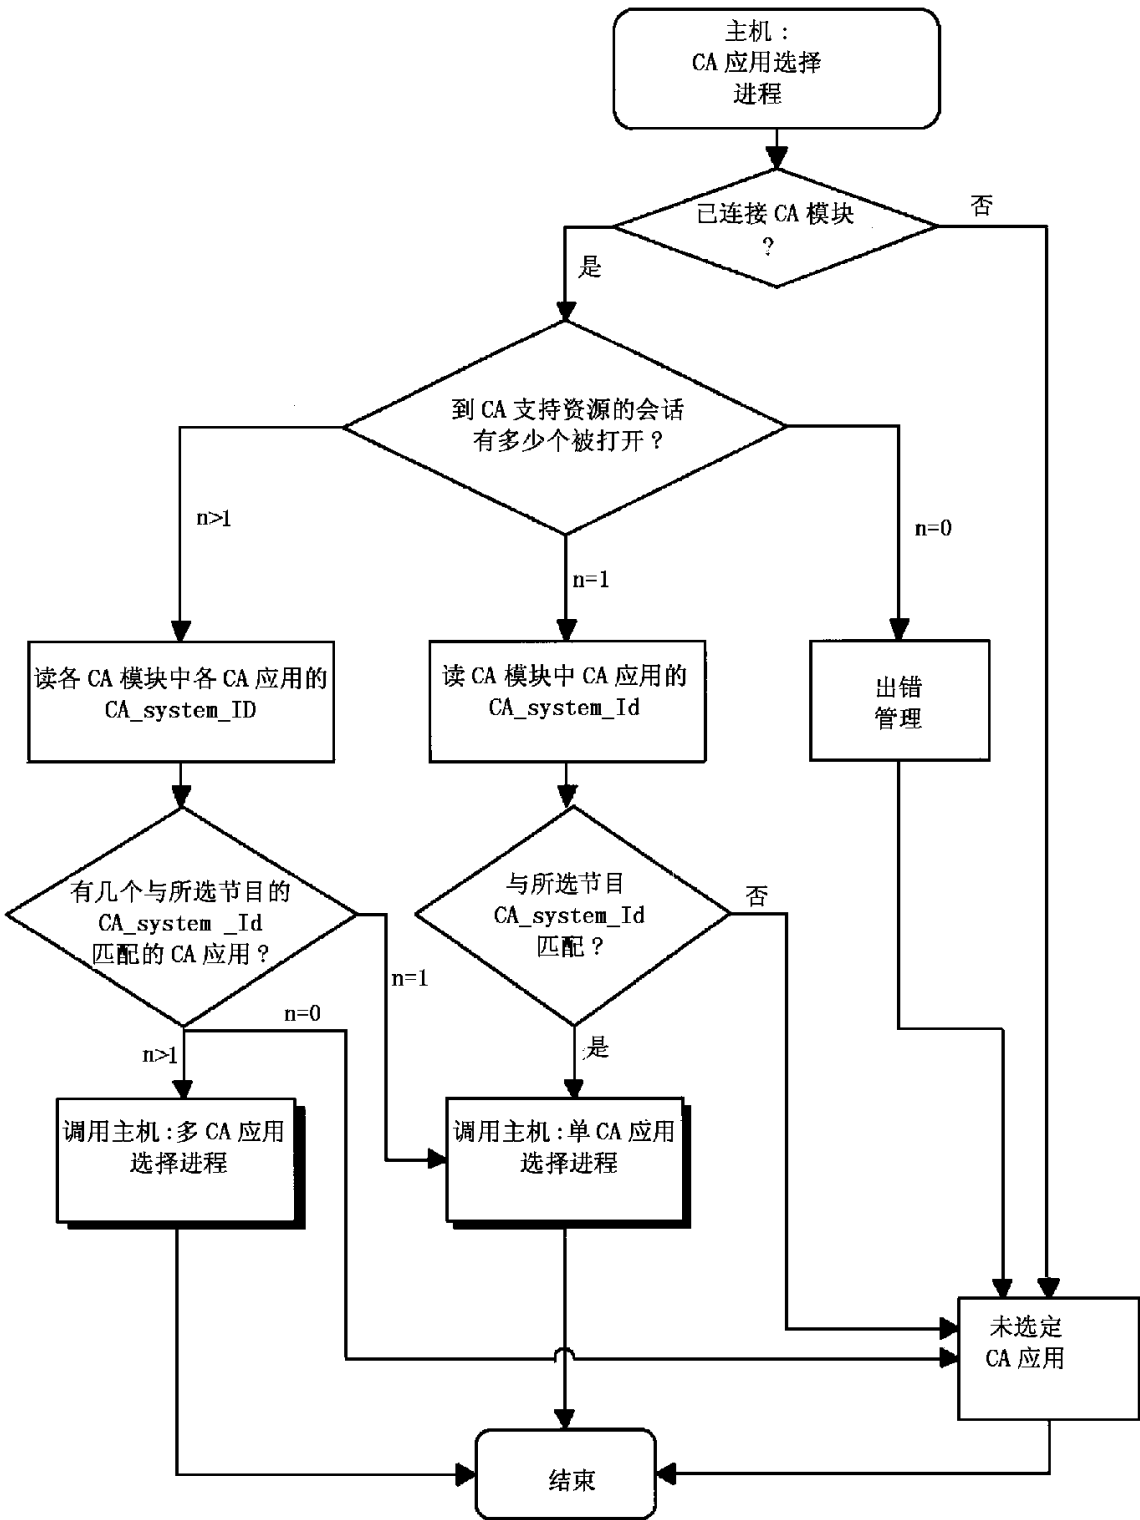 主机：
CA 应用选择
进程
已连接 CA 模块
？
否
是
到 CA 支持资源的会话
有多少个被打开？
n>1
n=1
n=0
读各 CA 模块中各 CA 应用的
CA_system_ID
读 CA 模块中 CA 应用的
CA_system_Id
出错
管理
有几个与所选节目的
CA_system _Id
匹配的 CA 应用？
与所选节目
CA_system_Id
匹配？
否
n=1
n=0
n>1
是
调用主机：多 CA 应用
选择进程
调用主机：单 CA 应用
选择进程
未选定
CA 应用
结束